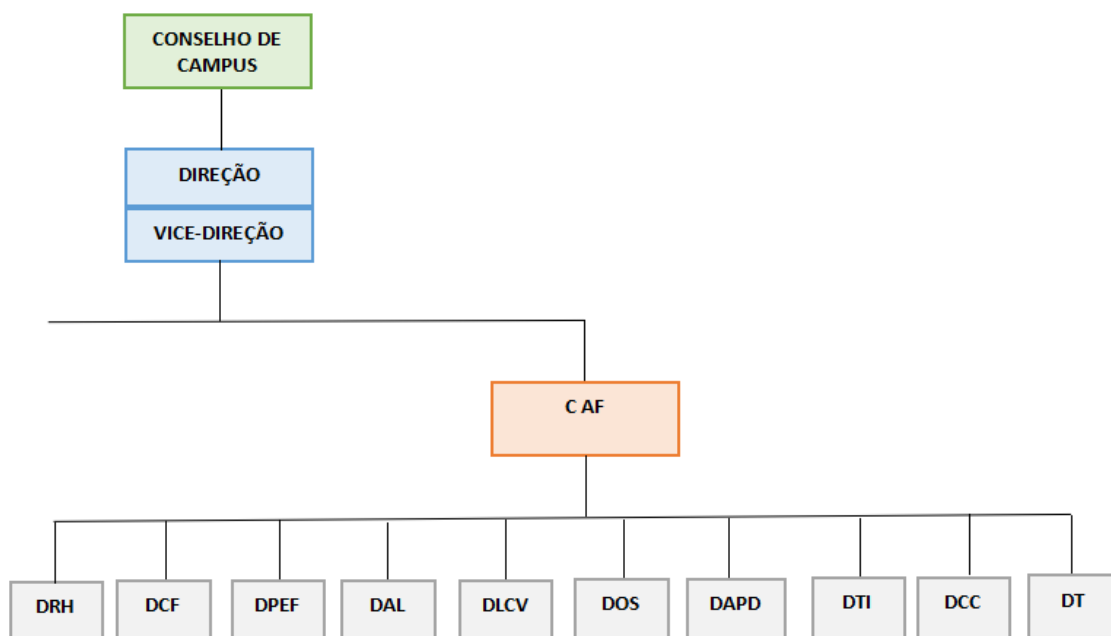 CONSELHO DE
CAMPUS
DIREÇÃO
VICE-DIREÇÃO
C AF
DRH
DCF
DPEF
DAL
DLCV
DOS
DAPD
DTI
DCC
DT